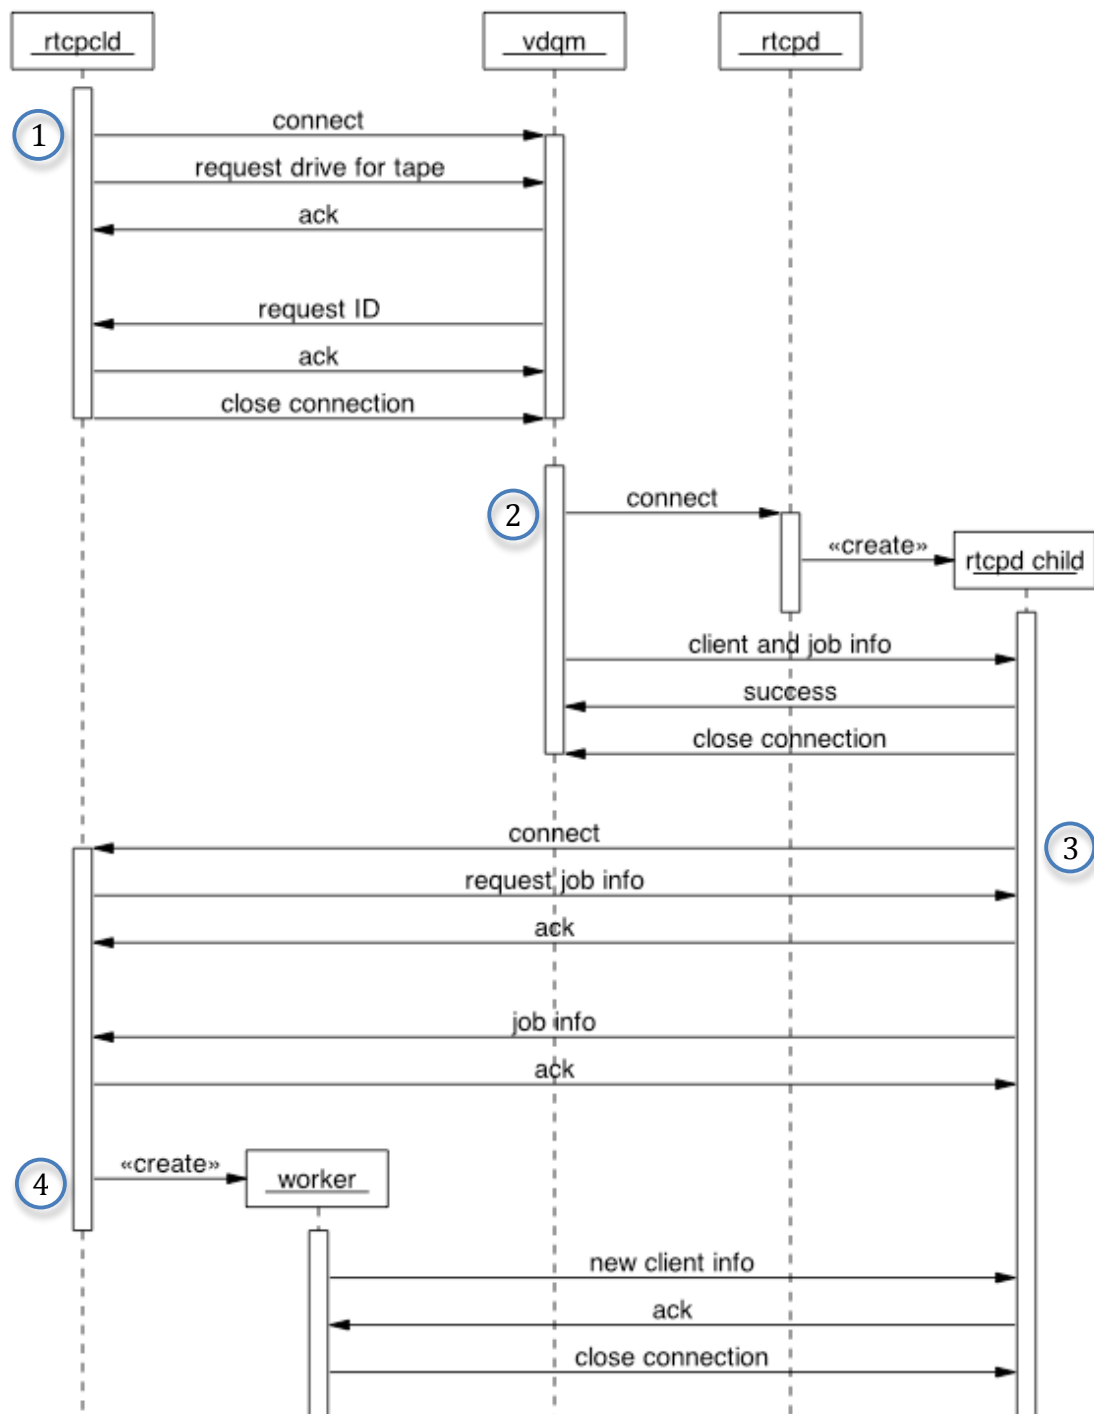 rtcpcld
vdqm
rtcpd
1
connect
request drive for tape
ack
request ID
ack
close connection
2
connect
«create»
rtcpd child
client and job info
success
close connection
connect
3
request job info
ack
job info
ack
4
«create»
worker
new client info
ack
close connection